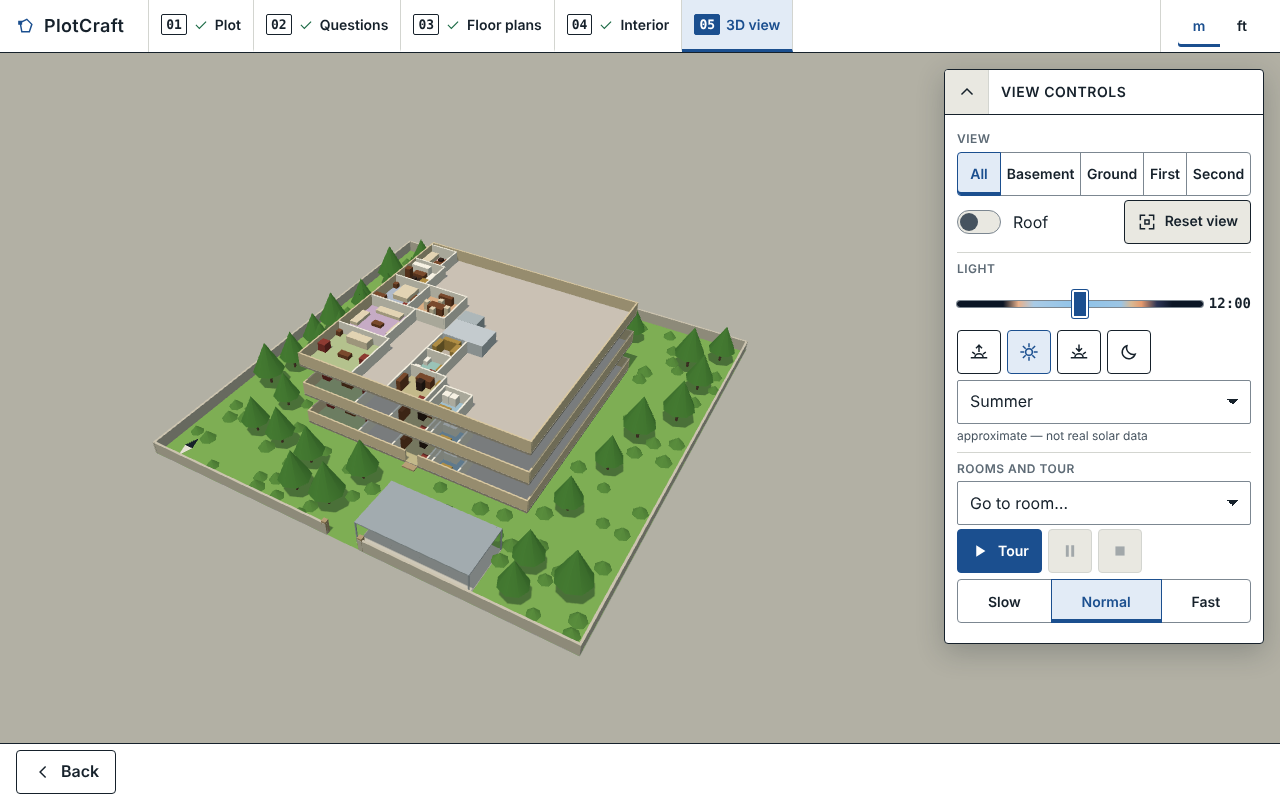 PlotCraft
01 Plot
02 Questions
03 Floor plans
04 Interior
05 3D view
m ft
VIEW CONTROLS
VIEW
All Basement Ground First Second
Roof
Reset view
LIGHT
12:00
Summer
approximate — not real solar data
ROOMS AND TOUR
Go to room...
Tour
Slow Normal Fast
Back